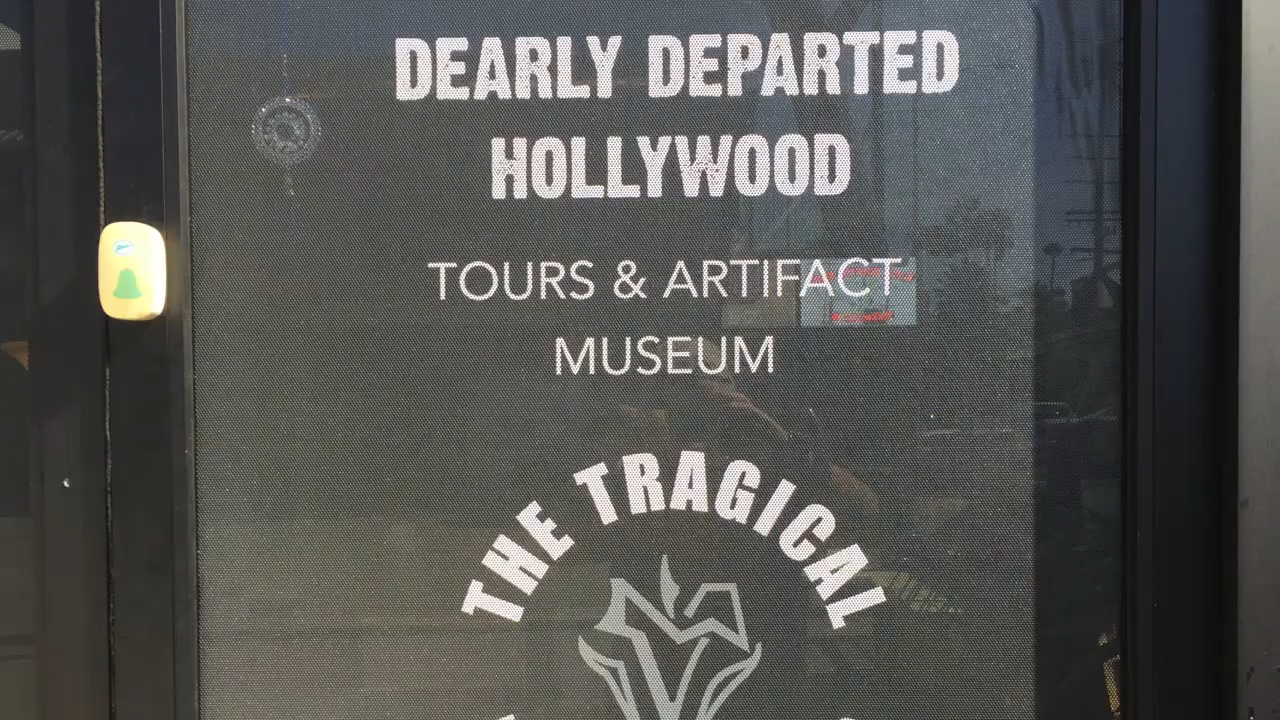 DEARLY DEPARTED
HOLLYWOOD
TOURS & ARTIFACT
MUSEUM
THE TRAGICAL